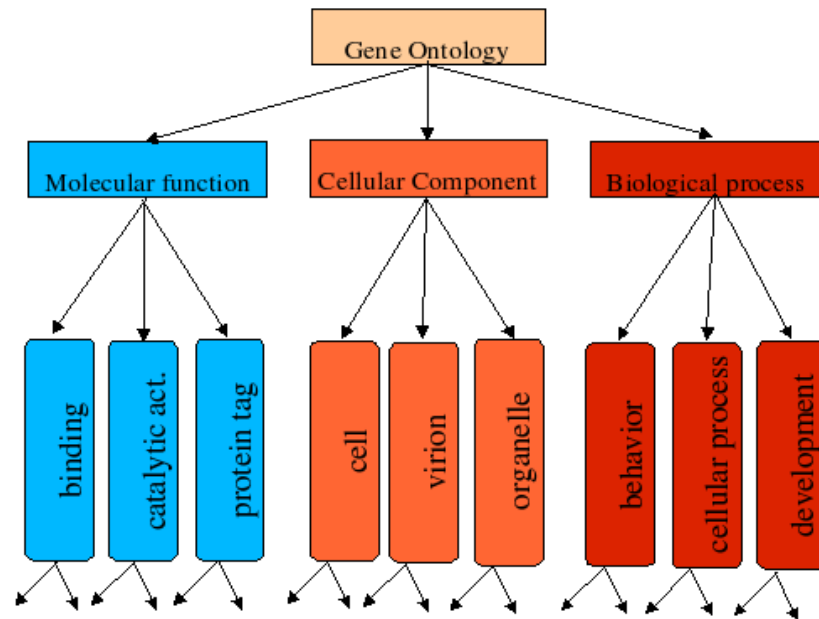 Gene Ontology
Molecular function
Cellular Component
Biological process
binding
catalytic act.
protein tag
cell
virion
organelle
behavior
cellular process
development